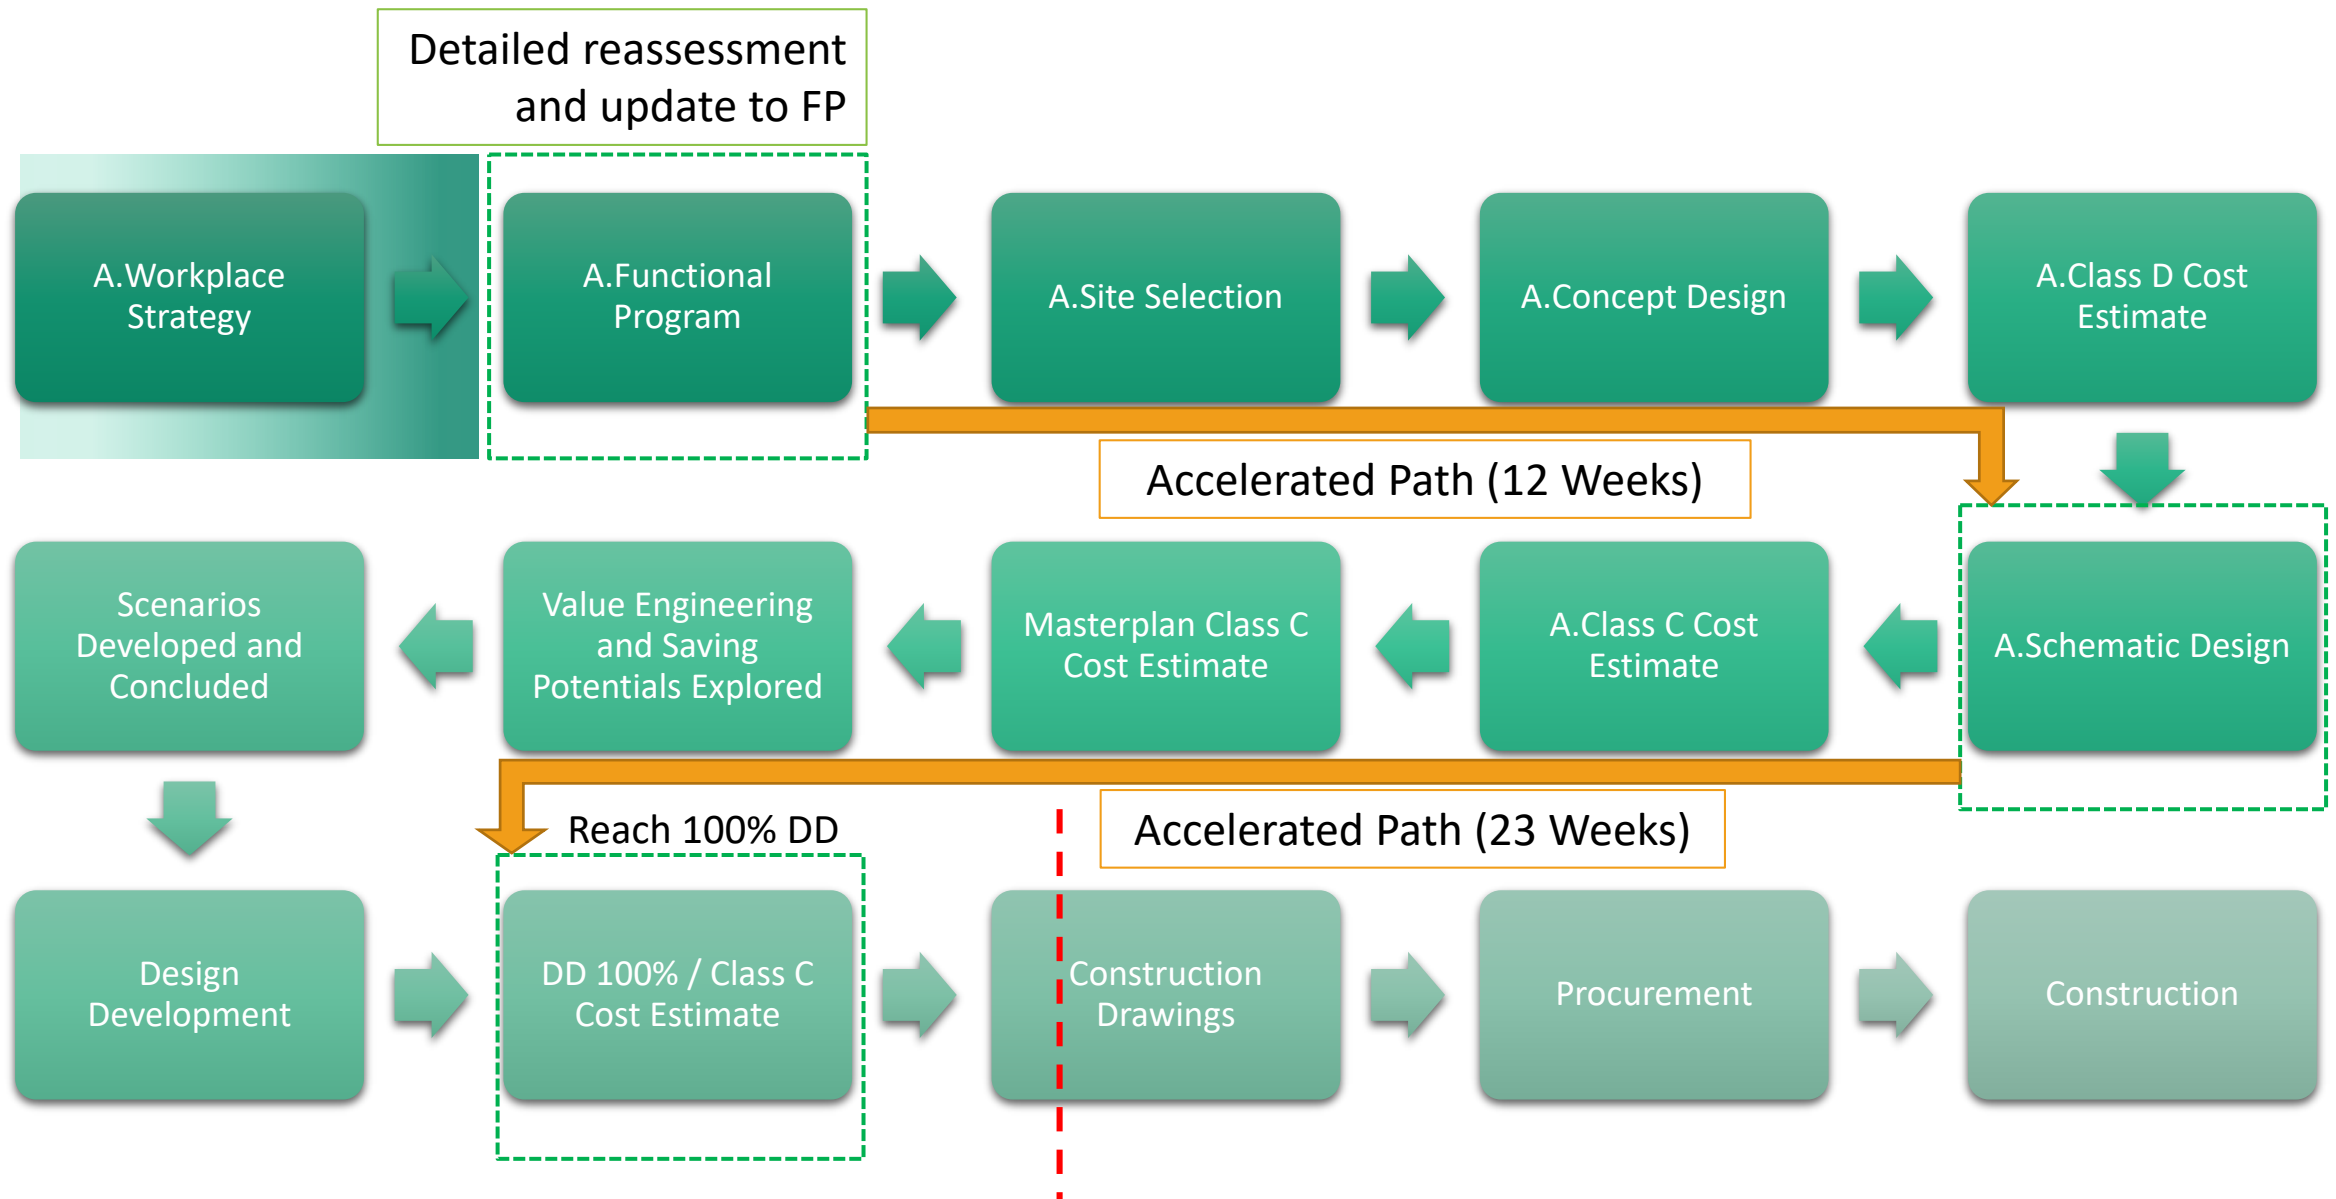 Detailed reassessment
and update to FP
A.Workplace
Strategy
A.Functional
Program
A.Site Selection
A.Concept Design
A.Class D Cost
Estimate
Accelerated Path (12 Weeks)
Scenarios
Developed and
Concluded
Value Engineering
and Saving
Potentials Explored
Masterplan Class C
Cost Estimate
A.Class C Cost
Estimate
A.Schematic Design
Reach 100% DD
Accelerated Path (23 Weeks)
Design
Development
DD 100% / Class C
Cost Estimate
Construction
Drawings
Procurement
Construction